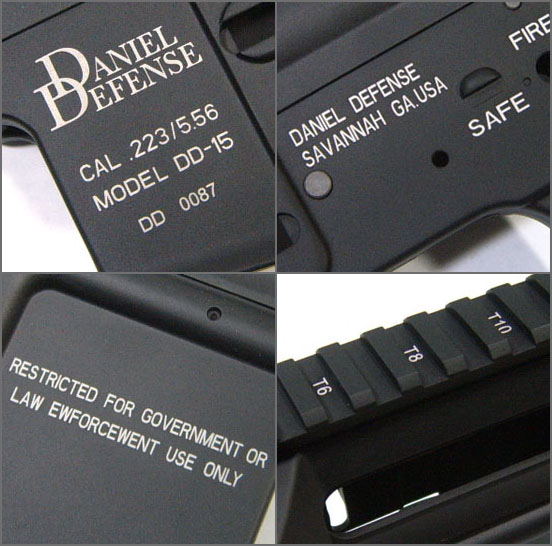 DANIEL
DEFENSE
CAL .223/5.56
MODEL DD-15
DD 0087
DANIEL DEFENSE
SAVANNAH GA.USA
FIRE
SAFE
RESTRICTED FOR GOVERNMENT OR
LAW EWFORCEWENT USE ONLY
T6
T8
T10